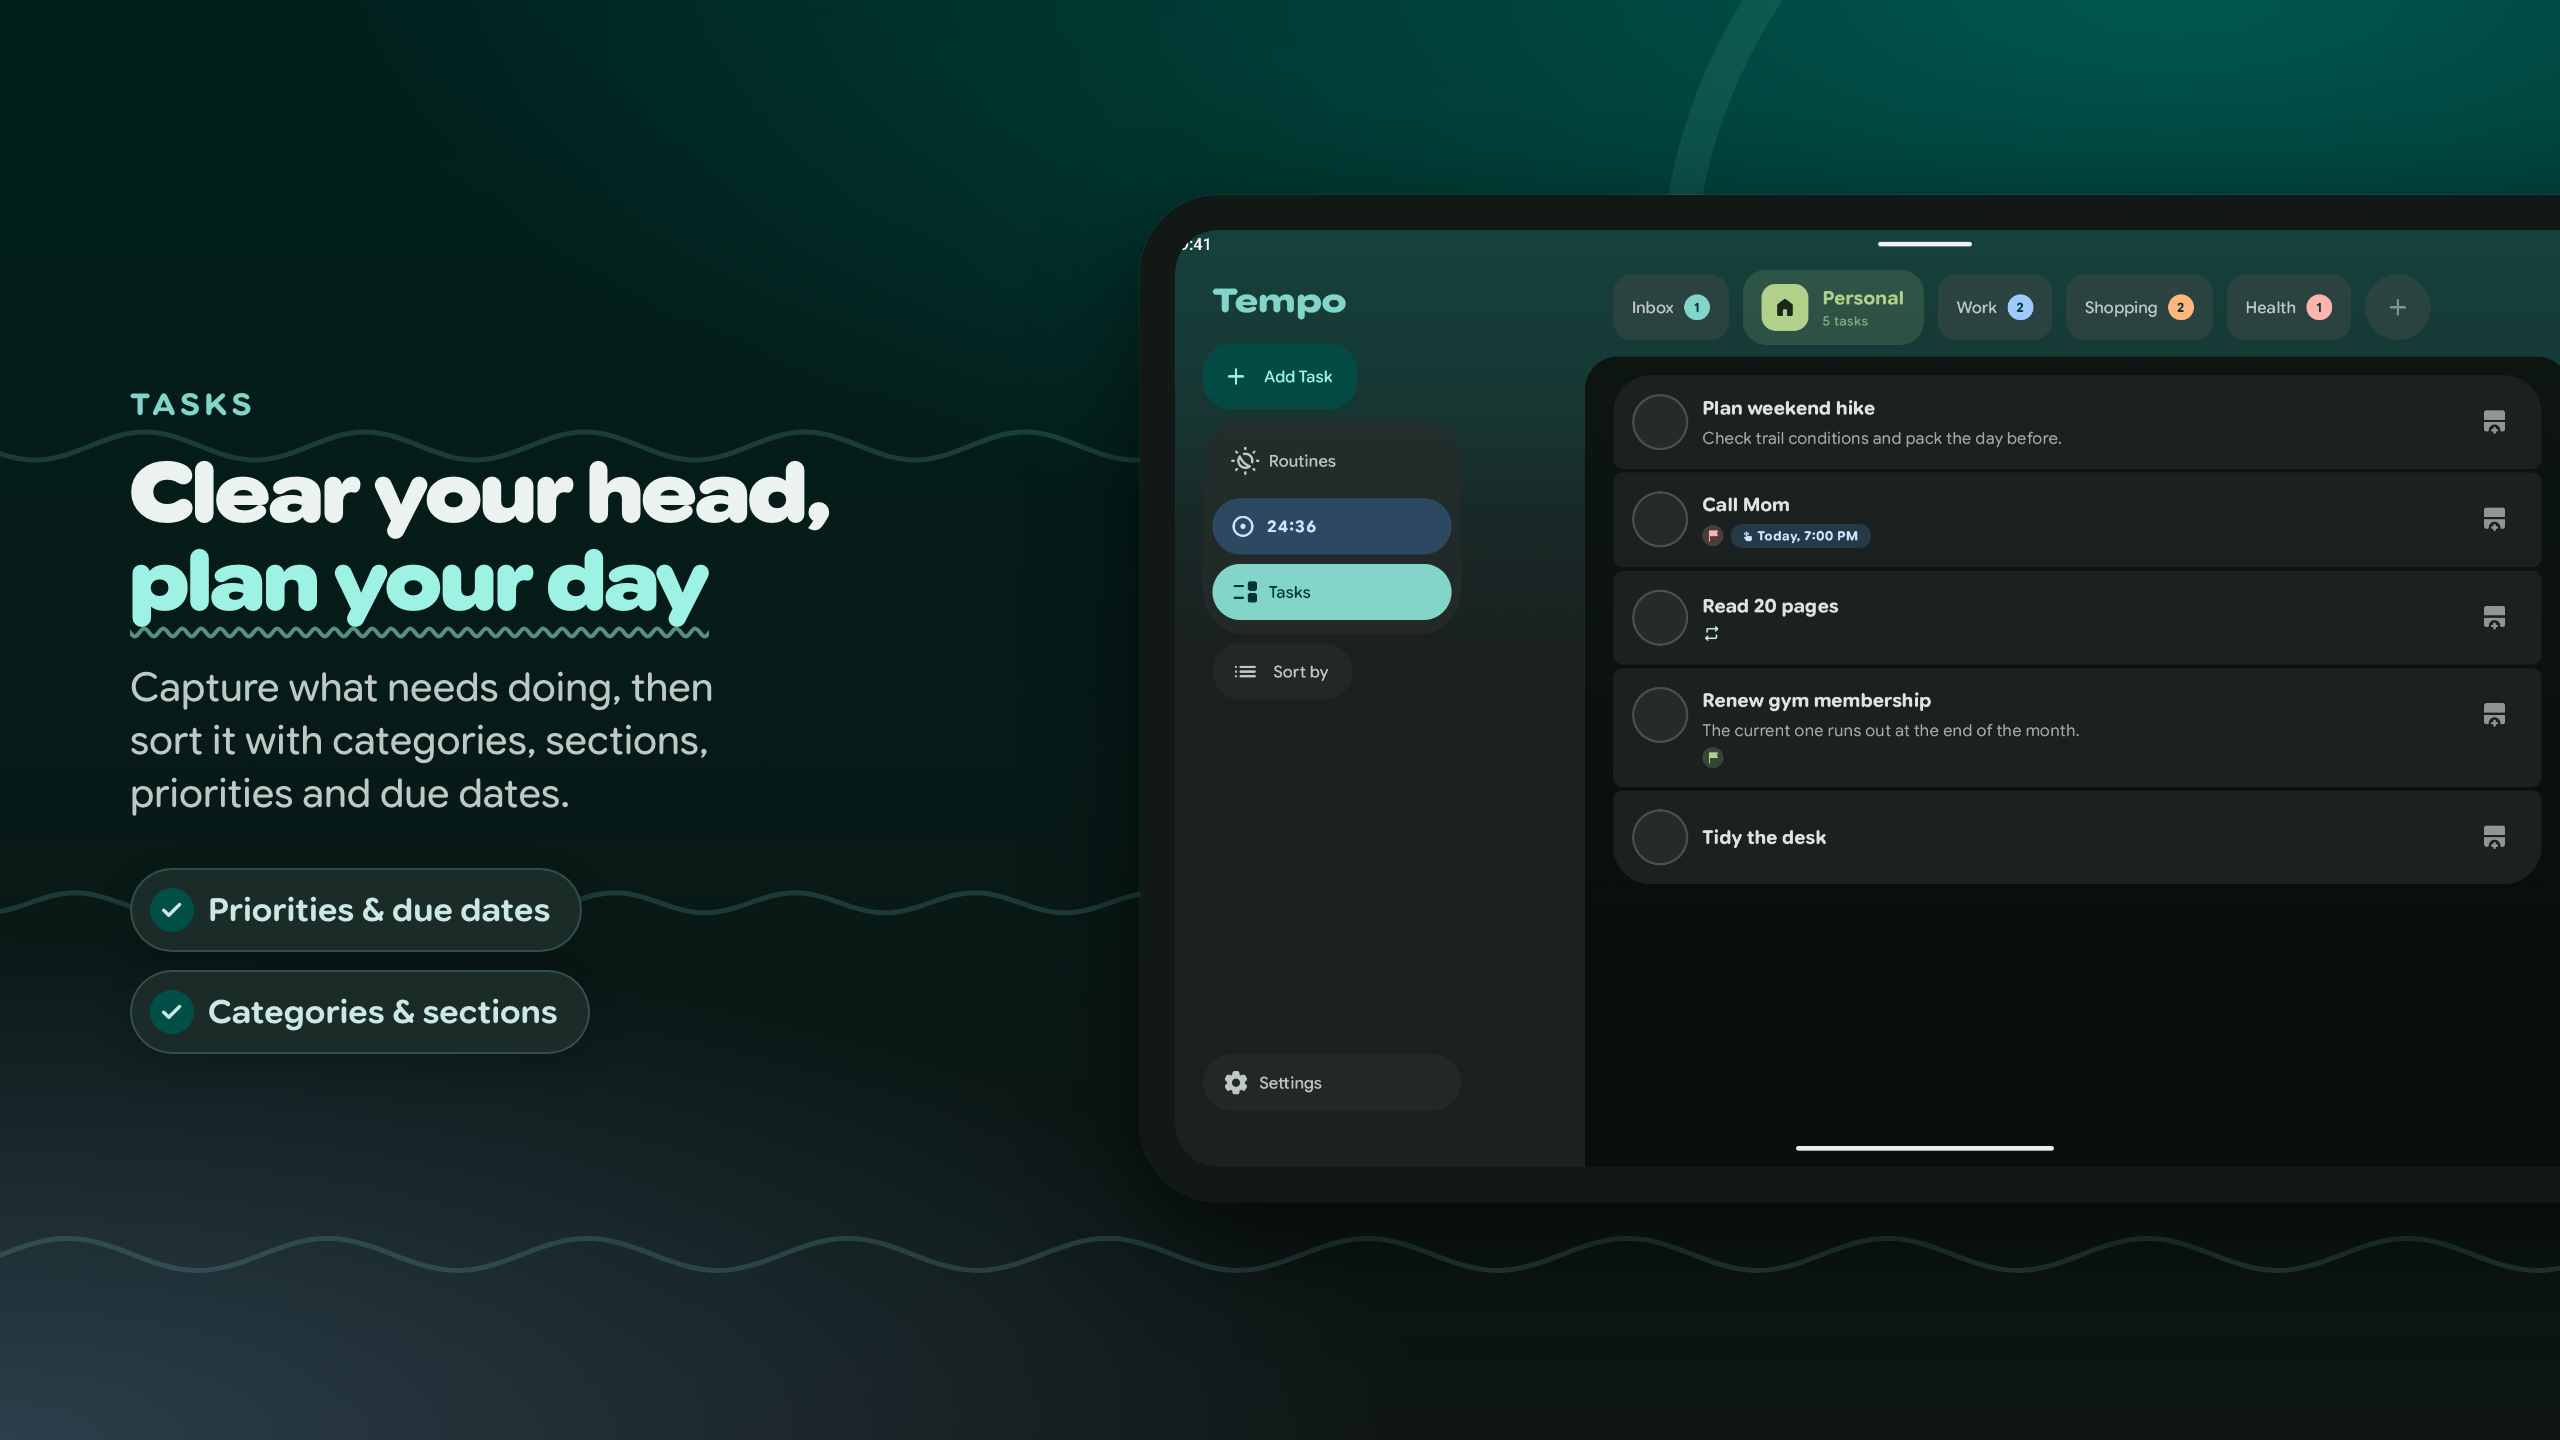 TASKS
Clear your head,
plan your day
Capture what needs doing, then
sort it with categories, sections,
priorities and due dates.
Priorities & due dates
Categories & sections
:41
Tempo
Add Task
Routines
24:36
Tasks
Sort by
Settings
Inbox 1
Personal
5 tasks
Work 2
Shopping 2
Health 1
Plan weekend hike
Check trail conditions and pack the day before.
Call Mom
Today, 7:00 PM
Read 20 pages
Renew gym membership
The current one runs out at the end of the month.
Tidy the desk